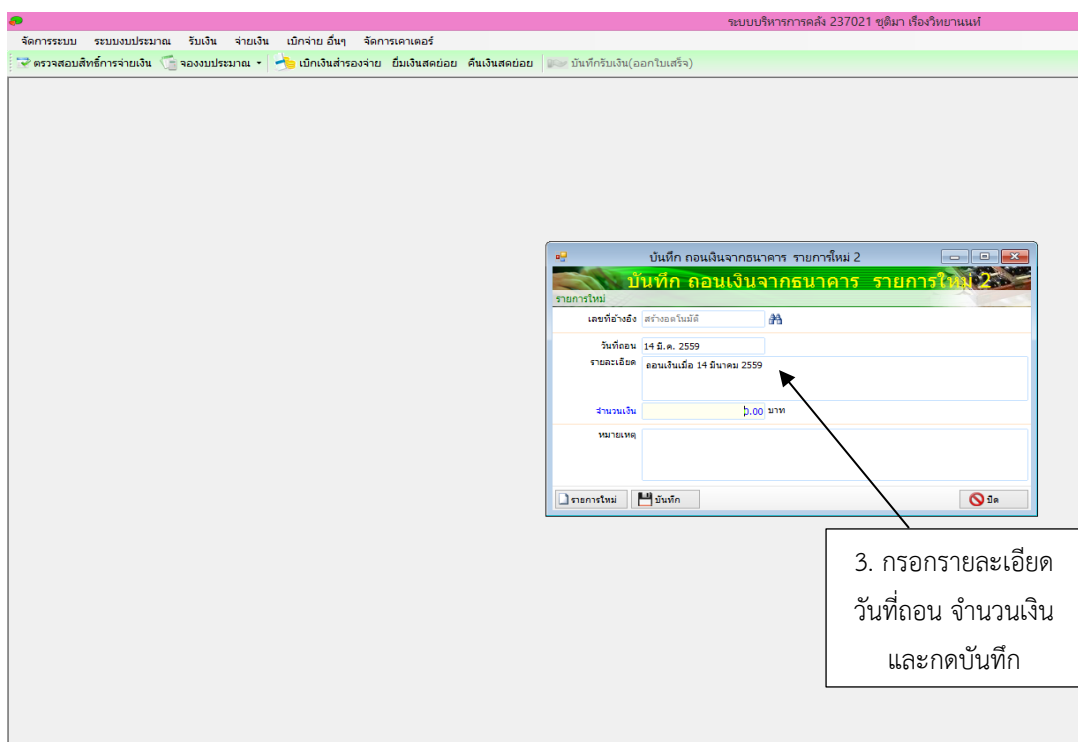 ระบบบริหารการคลัง 237021 ชุติมา เรืองวิทยานนท์
จัดการระบบ ระบบงบประมาณ รับเงิน จ่ายเงิน เบิกจ่าย อื่นๆ จัดการเคาเตอร์
ตรวจสอบสิทธิ์การจ่ายเงิน จองงบประมาณ เบิกเงินสำรองจ่าย ยืมเงินสดย่อย คืนเงินสดย่อย บันทึกรับเงิน(ออกใบเสร็จ)
บันทึก ถอนเงินจากธนาคาร รายการใหม่ 2
บันทึก ถอนเงินจากธนาคาร รายการใหม่ 2
รายการใหม่
เลขที่อ้างอิง สร้างอตโนมัติ
วันที่ถอน 14 มี.ค. 2559
รายละเอียด ถอนเงินเมื่อ 14 มีนาคม 2559
จำนวนเงิน 0.00 บาท
หมายเหตุ
รายการใหม่ บันทึก ปิด
3. กรอกรายละเอียด
วันที่ถอน จำนวนเงิน
และกดบันทึก